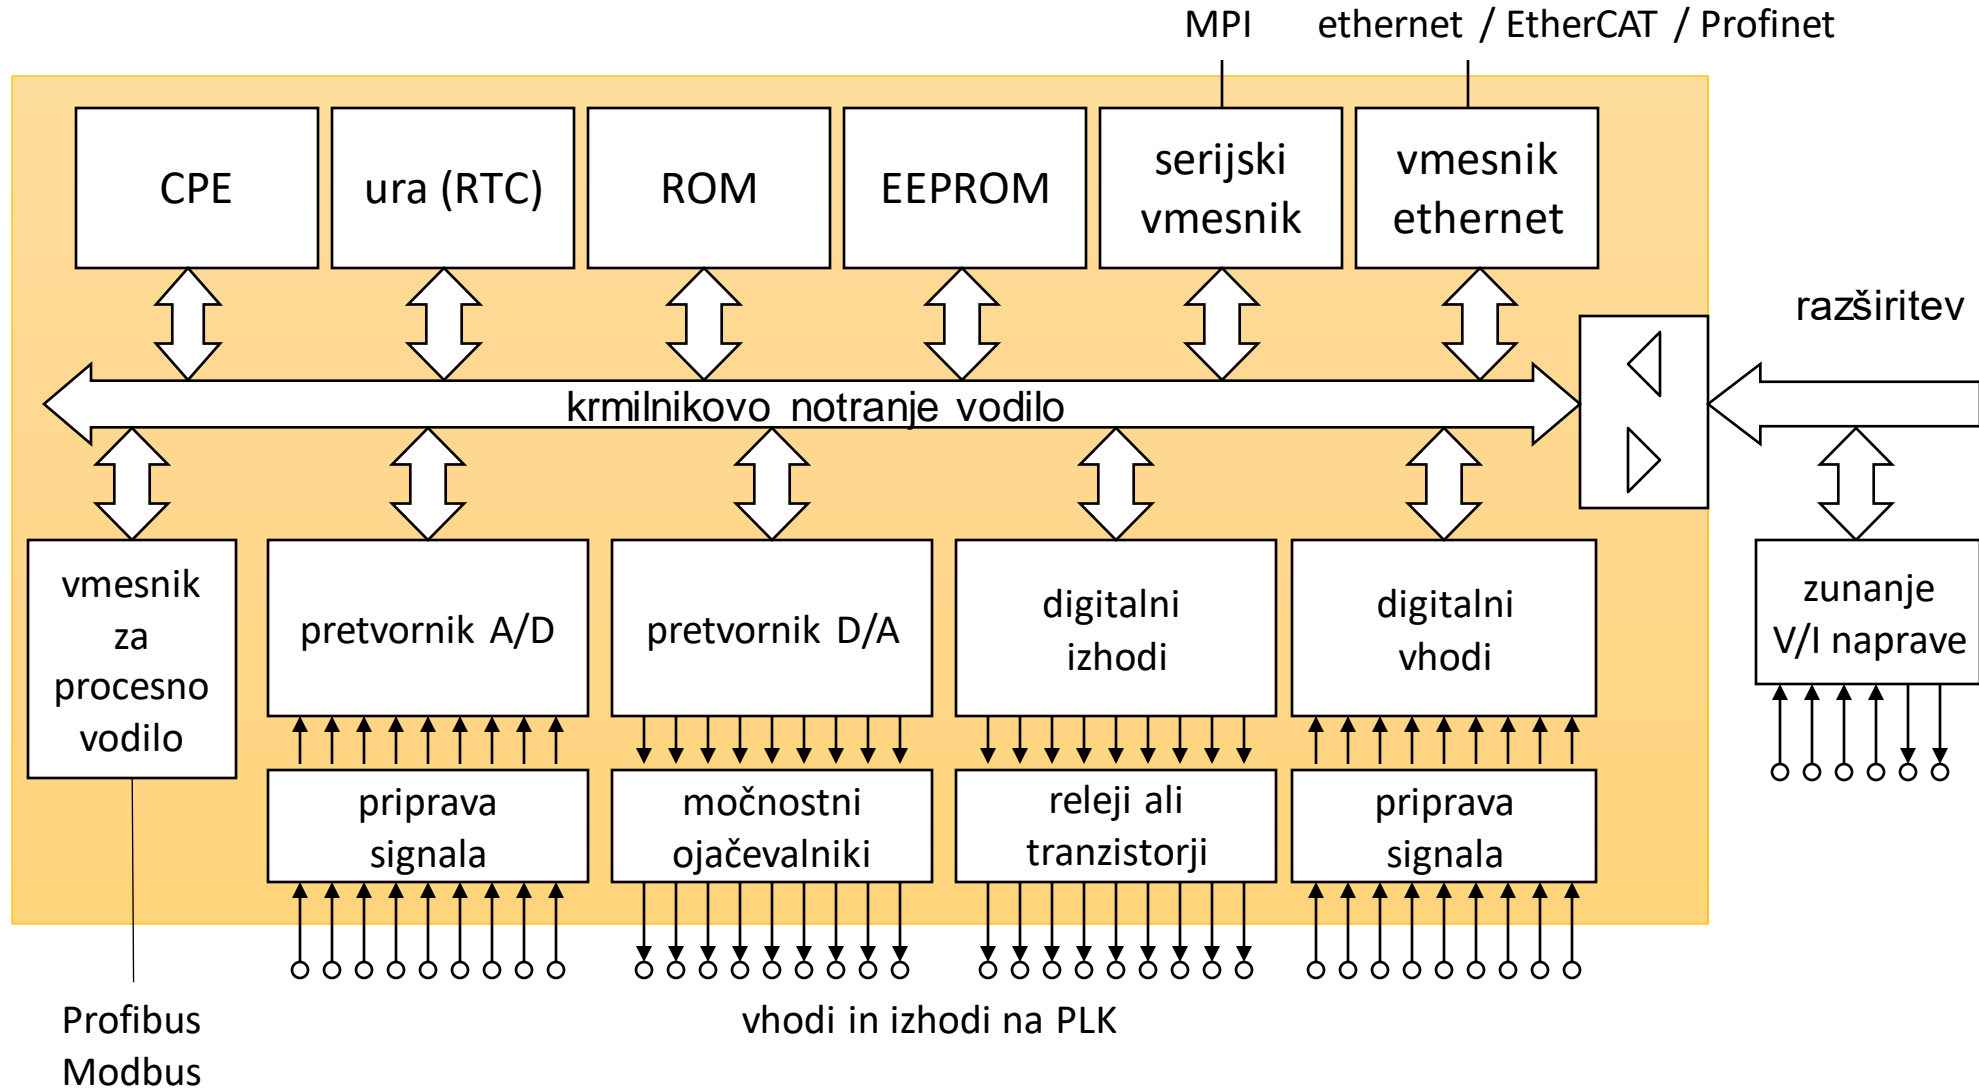 MPI
ethernet / EtherCAT / Profinet
CPE
ura (RTC)
ROM
EEPROM
serijski
vmesnik
vmesnik
ethernet
razširitev
krmilnikovo notranje vodilo
vmesnik
za
procesno
vodilo
pretvornik A/D
pretvornik D/A
digitalni
izhodi
digitalni
vhodi
zunanje
V/I naprave
priprava
signala
močnostni
ojačevalniki
releji ali
tranzistorji
priprava
signala
vhodi in izhodi na PLK
Profibus
Modbus